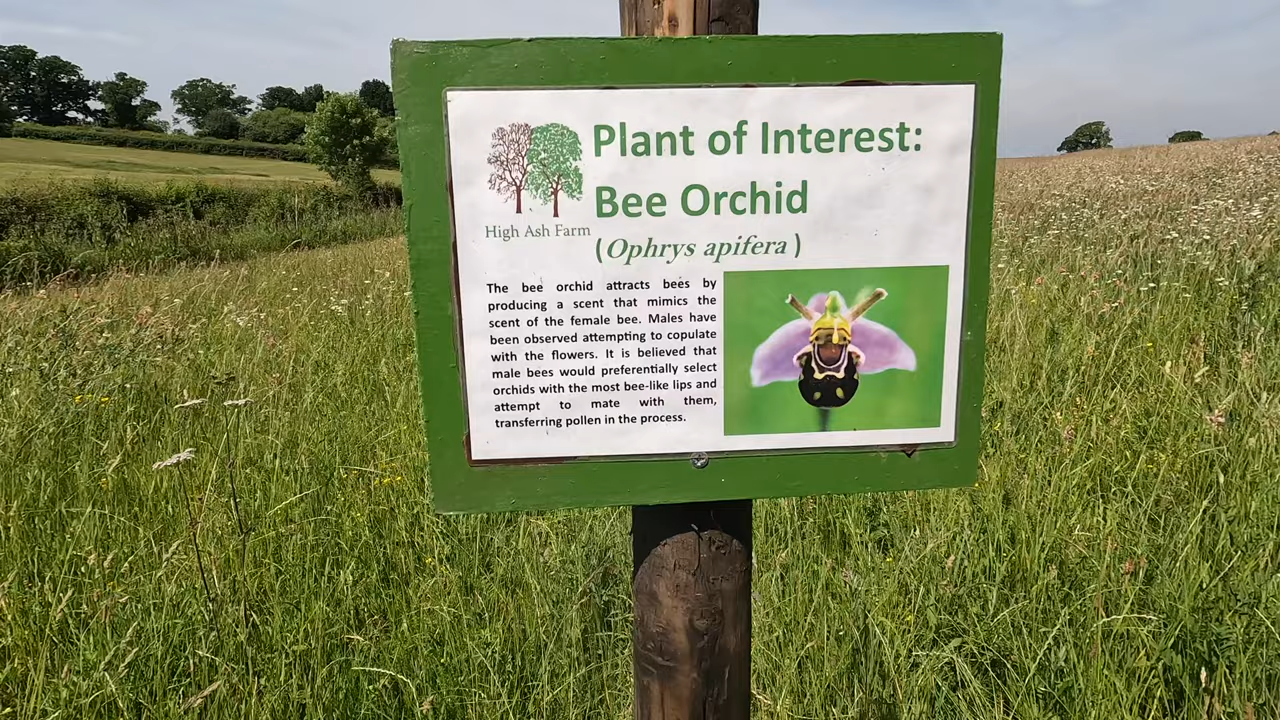 Plant of Interest:
Bee Orchid
High Ash Farm
(Ophrys apifera )
The bee orchid attracts bees by
producing a scent that mimics the
scent of the female bee. Males have
been observed attempting to copulate
with the flowers. It is believed that
male bees would preferentially select
orchids with the most bee-like lips and
attempt to mate with them,
transferring pollen in the process.